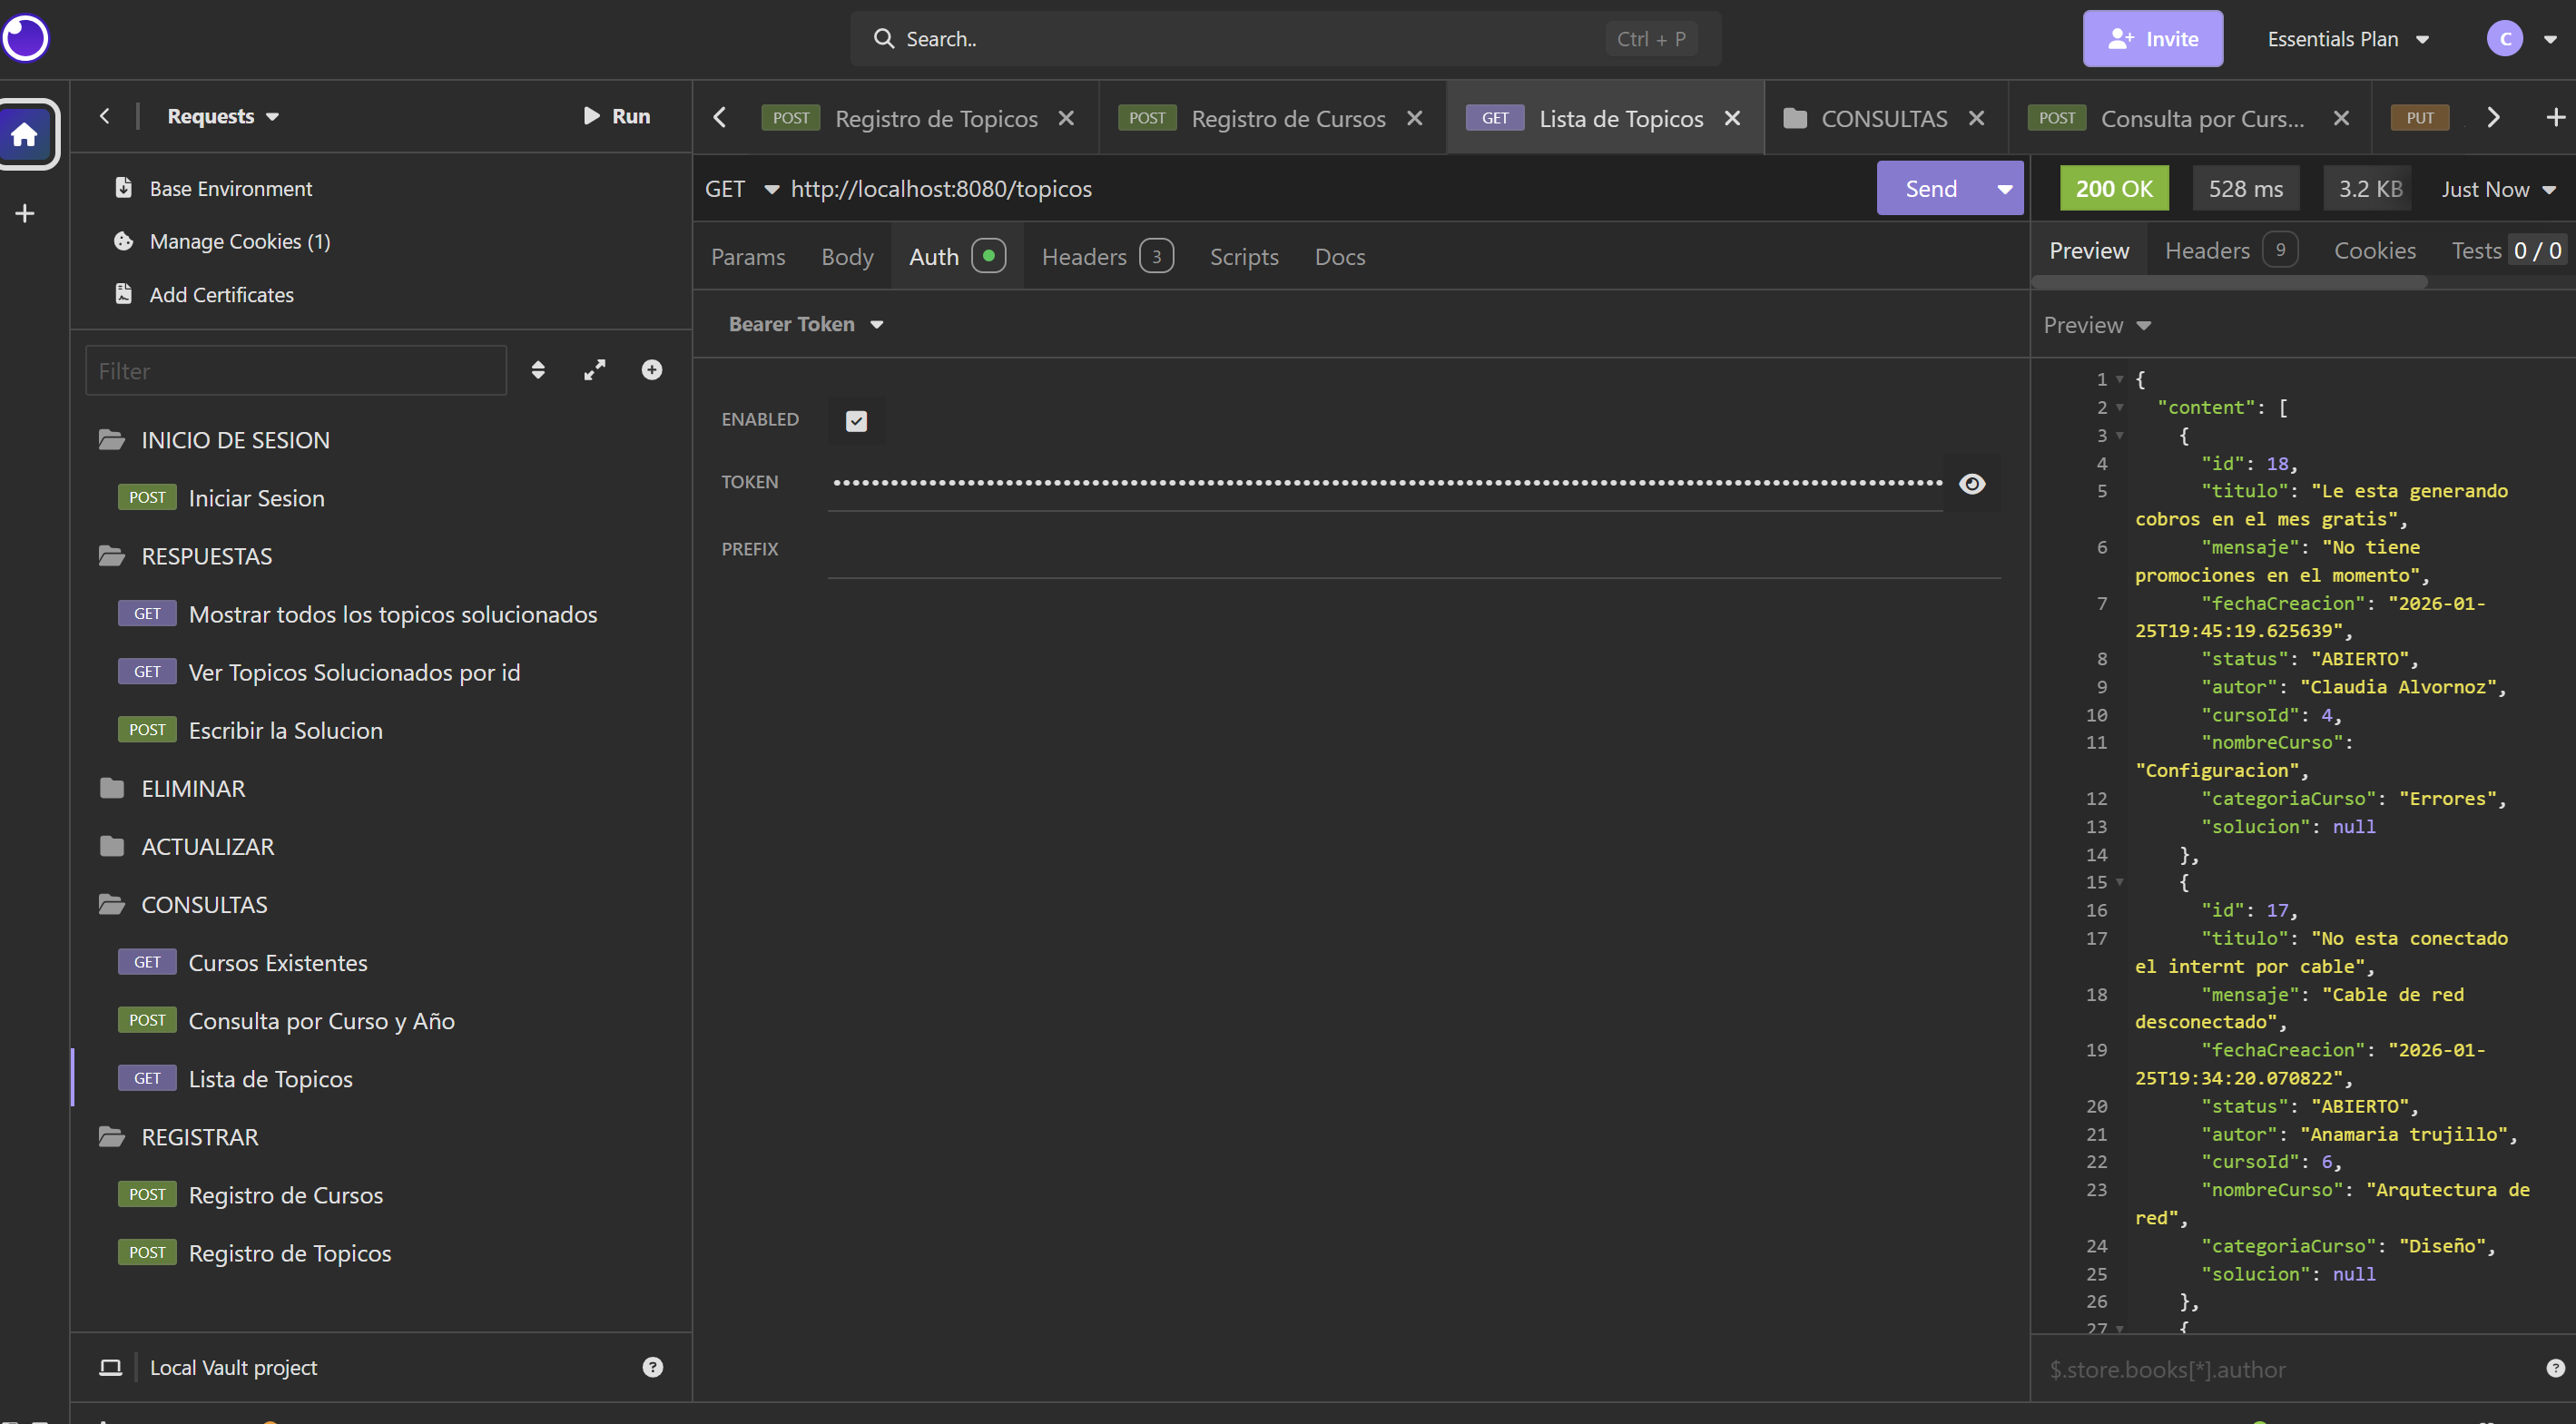 Search..
Ctrl + P
Invite
Essentials Plan
C
Requests
Run
POST Registro de Topicos
POST Registro de Cursos
GET Lista de Topicos
CONSULTAS
POST Consulta por Curs...
PUT
Base Environment
Manage Cookies (1)
Add Certificates
Filter
INICIO DE SESION
POST Iniciar Sesion
RESPUESTAS
GET Mostrar todos los topicos solucionados
GET Ver Topicos Solucionados por id
POST Escribir la Solucion
ELIMINAR
ACTUALIZAR
CONSULTAS
GET Cursos Existentes
POST Consulta por Curso y Año
GET Lista de Topicos
REGISTRAR
POST Registro de Cursos
POST Registro de Topicos
Local Vault project
GET http://localhost:8080/topicos
Send
Params Body Auth Headers 3 Scripts Docs
Bearer Token
ENABLED
TOKEN
PREFIX
200 OK 528 ms 3.2 KB Just Now
Preview Headers 9 Cookies Tests 0 / 0
Preview
1 {
2 "content": [
3 {
4 "id": 18,
5 "titulo": "Le esta generando
cobros en el mes gratis",
6 "mensaje": "No tiene
promociones en el momento",
7 "fechaCreacion": "2026-01-
25T19:45:19.625639",
8 "status": "ABIERTO",
9 "autor": "Claudia Alvornoz",
10 "cursoId": 4,
11 "nombreCurso":
"Configuracion",
12 "categoriaCurso": "Errores",
13 "solucion": null
14 },
15 {
16 "id": 17,
17 "titulo": "No esta conectado
el internt por cable",
18 "mensaje": "Cable de red
desconectado",
19 "fechaCreacion": "2026-01-
25T19:34:20.070822",
20 "status": "ABIERTO",
21 "autor": "Anamaria trujillo",
22 "cursoId": 6,
23 "nombreCurso": "Arqutectura de
red",
24 "categoriaCurso": "Diseño",
25 "solucion": null
26 },
27 {
$.store.books[*].author